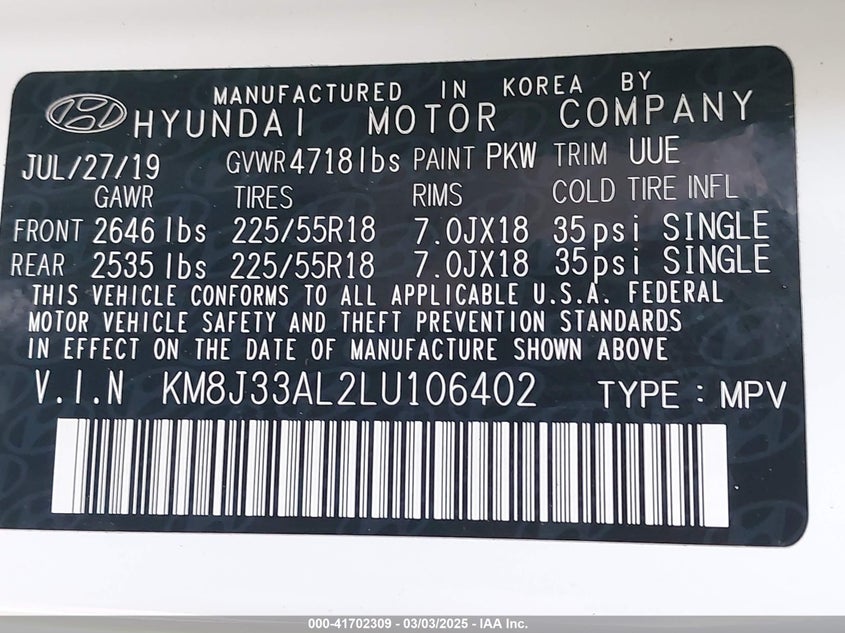 MANUFACTURED IN KOREA BY
HYUNDAI MOTOR COMPANY
JUL/27/19 GVWR 4718 lbs PAINT PKW TRIM UUE
GAWR TIRES RIMS COLD TIRE INFL
FRONT 2646 lbs 225/55R18 7.0JX18 35psi SINGLE
REAR 2535 lbs 225/55R18 7.0JX18 35psi SINGLE
THIS VEHICLE CONFORMS TO ALL APPLICABLE U.S.A. FEDERAL
MOTOR VEHICLE SAFETY AND THEFT PREVENTION STANDARDS
IN EFFECT ON THE DATE OF MANUFACTURE SHOWN ABOVE
V.I.N KM8J33AL2LU106402 TYPE : MPV
000-41702309 - 03/03/2025 - IAA Inc.